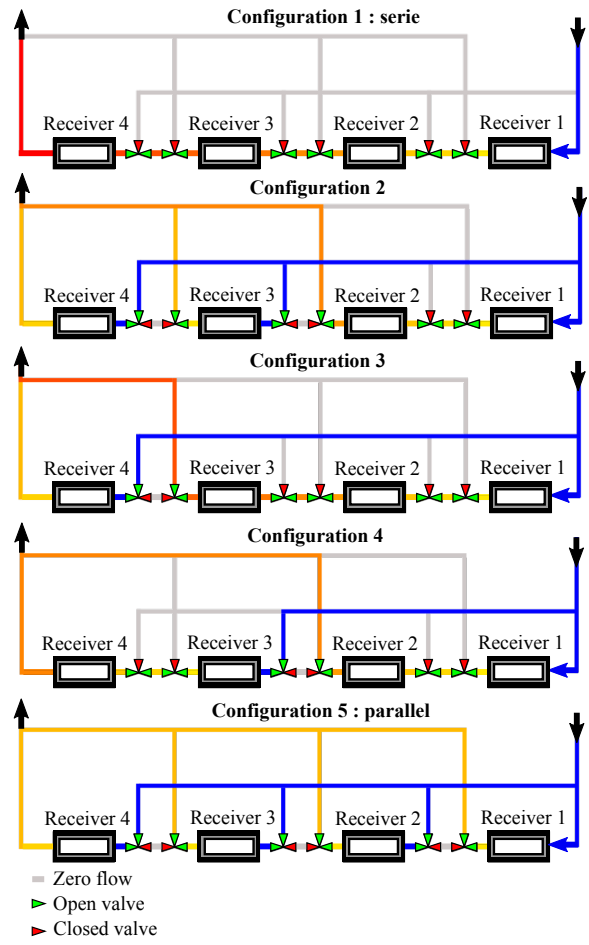 Configuration 1 : serie
Receiver 4 Receiver 3 Receiver 2 Receiver 1
Configuration 2
Receiver 4 Receiver 3 Receiver 2 Receiver 1
Configuration 3
Receiver 4 Receiver 3 Receiver 2 Receiver 1
Configuration 4
Receiver 4 Receiver 3 Receiver 2 Receiver 1
Configuration 5 : parallel
Receiver 4 Receiver 3 Receiver 2 Receiver 1
Zero flow
Open valve
Closed valve